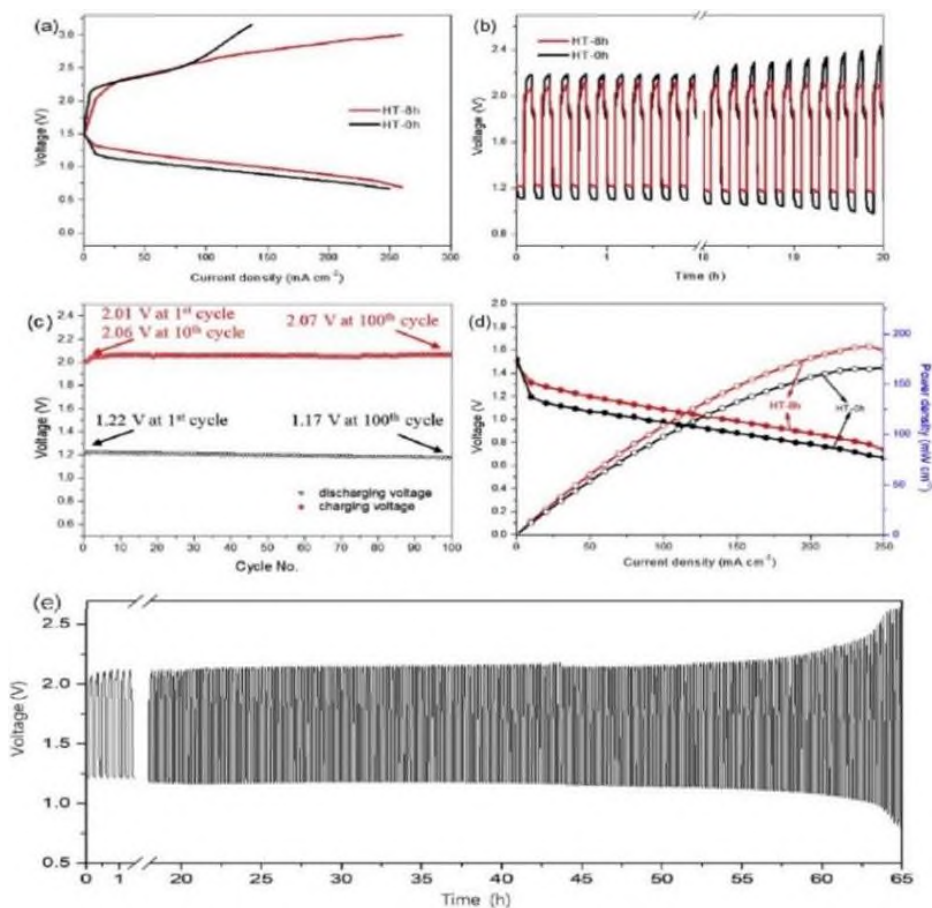 (a)
3.0
2.5
2.0
1.5
1.0
0.5
0.0
Voltage (V)
HT-8h
HT-0h
0 50 100 150 200 250 300
Current density (mA cm⁻²)
(b)
HT-8h
HT-0h
2.4
2.0
1.6
1.2
0.8
Voltage (V)
0 1 18 19 20
Time (h)
(c)
2.01 V at 1st cycle
2.06 V at 10th cycle
2.07 V at 100th cycle
1.22 V at 1st cycle
1.17 V at 100th cycle
discharging voltage
charging voltage
2.4
2.2
2.0
1.8
1.6
1.4
1.2
1.0
0.8
0.6
Voltage (V)
0 10 20 30 40 50 60 70 80 90 100
Cycle No.
(d)
2.0
1.8
1.6
1.4
1.2
1.0
0.8
0.6
0.4
0.2
0.0
Voltage (V)
HT-8h
HT-0h
200
150
100
50
0
Power density (mW cm⁻²)
0 50 100 150 200 250
Current density (mA cm⁻²)
(e)
2.5
2.0
1.5
1.0
0.5
Voltage (V)
0 1 20 25 30 35 40 45 50 55 60 65
Time (h)